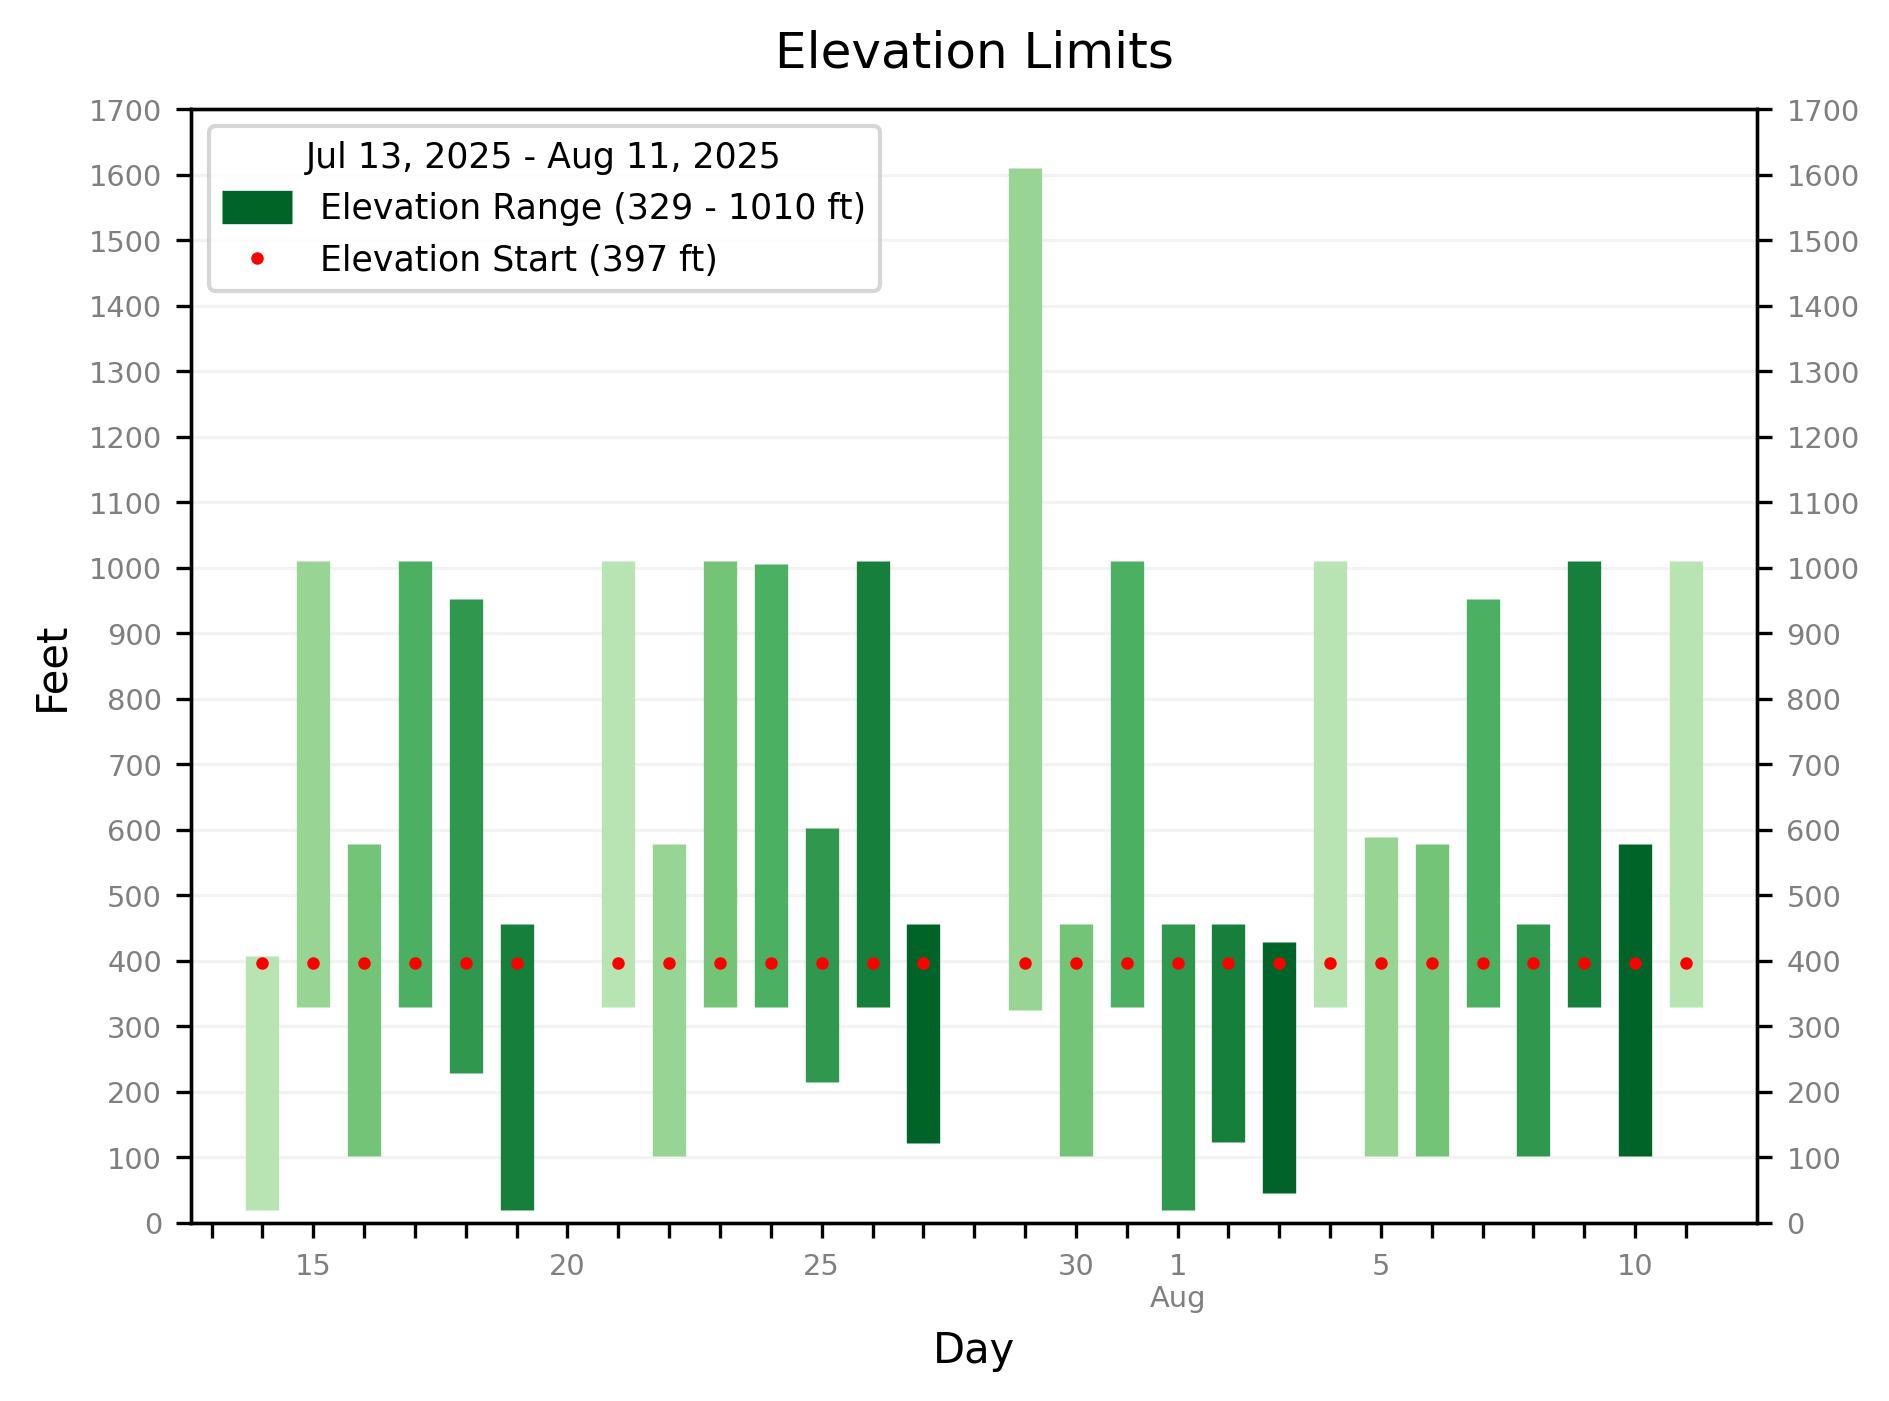 Elevation Limits
Jul 13, 2025 - Aug 11, 2025
Elevation Range (329 - 1010 ft)
Elevation Start (397 ft)
1700 1700
1600 1600
1500 1500
1400 1400
1300 1300
1200 1200
1100 1100
1000 1000
900 900
800 800
700 700
600 600
500 500
400 400
300 300
200 200
100 100
0 0
Feet
15 20 25 30 1 5 10
Aug
Day